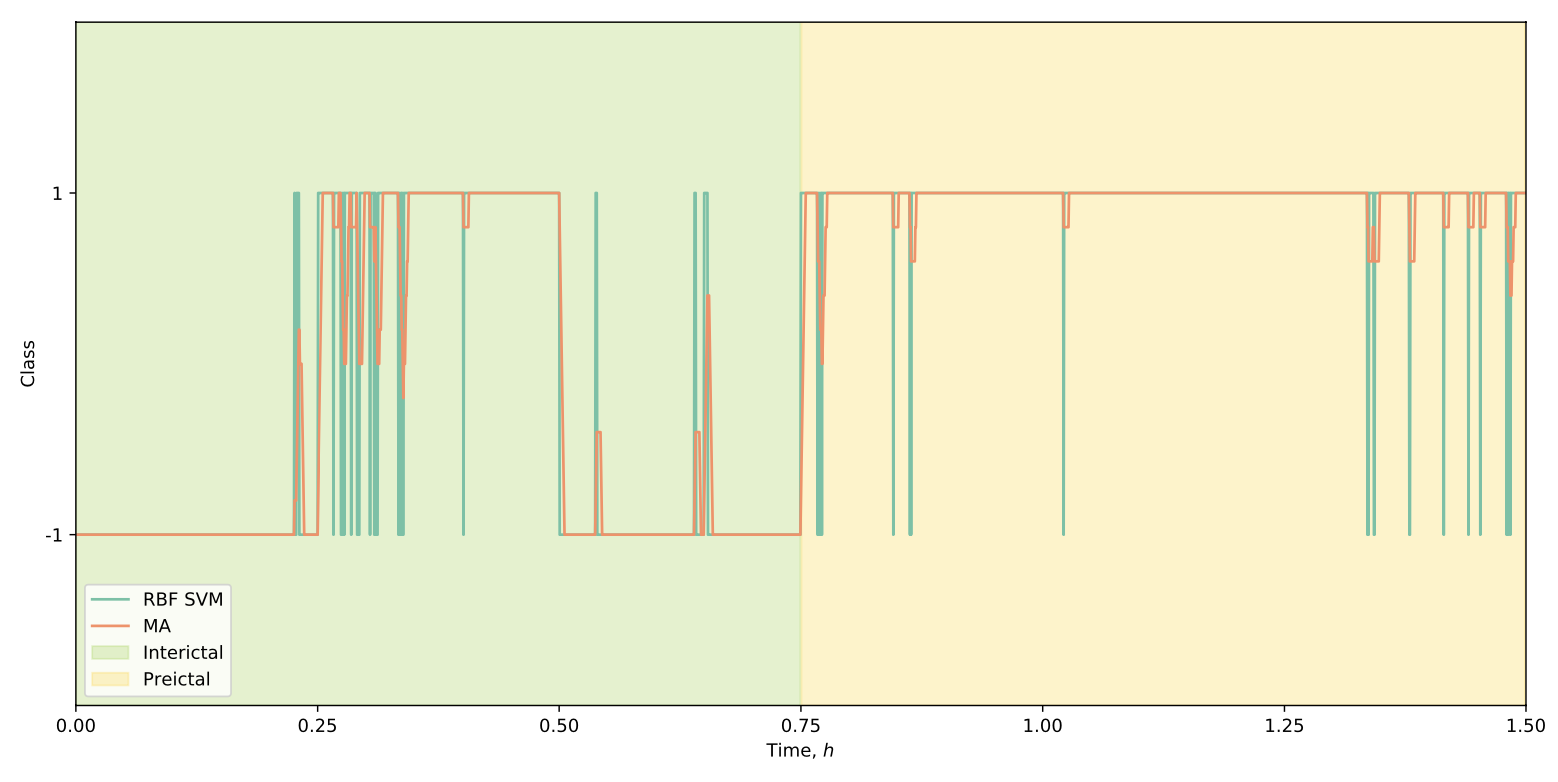 1
Class
-1
RBF SVM
MA
Interictal
Preictal
0.00 0.25 0.50 0.75 1.00 1.25 1.50
Time, h